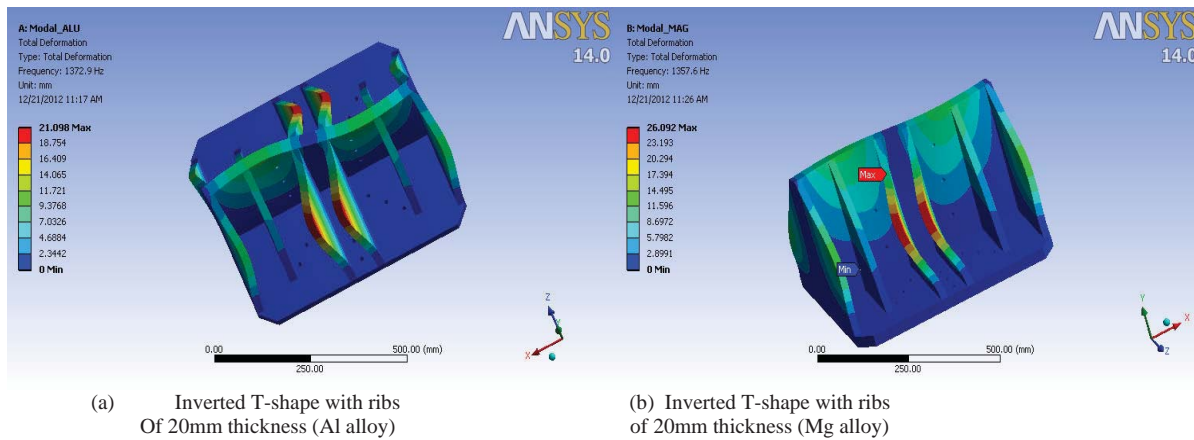 A: Modal_ALU
Total Deformation
Type: Total Deformation
Frequency: 1372.9 Hz
Unit: mm
12/21/2012 11:17 AM
21.098 Max
18.754
16.409
14.065
11.721
9.3768
7.0326
4.6884
2.3442
0 Min
ANSYS
14.0
Z
Y
X
0.00
500.00 (mm)
250.00
B: Modal_MAG
Total Deformation
Type: Total Deformation
Frequency: 1357.6 Hz
Unit: mm
12/21/2012 11:26 AM
26.092 Max
23.193
20.294
17.394
14.495
11.596
8.6972
5.7982
2.8991
0 Min
ANSYS
14.0
Max
Min
Y
X
Z
0.00
500.00 (mm)
250.00
(a) Inverted T-shape with ribs
Of 20mm thickness (Al alloy)
(b) Inverted T-shape with ribs
of 20mm thickness (Mg alloy)